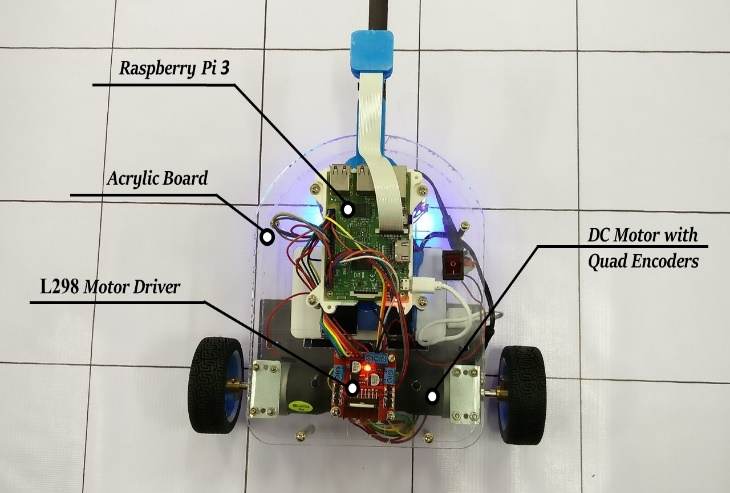 Raspberry Pi 3
Acrylic Board
DC Motor with
Quad Encoders
L298 Motor Driver